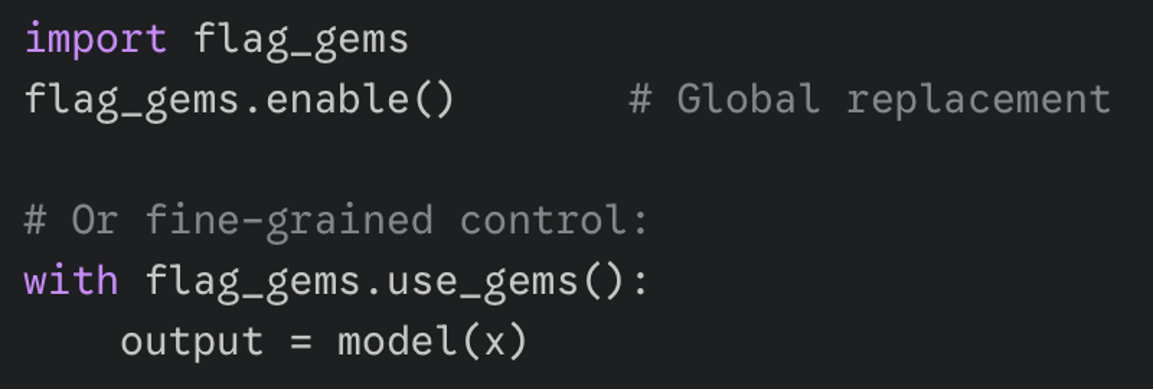 import flag_gems
flag_gems.enable()       # Global replacement

# Or fine-grained control:
with flag_gems.use_gems():
    output = model(x)